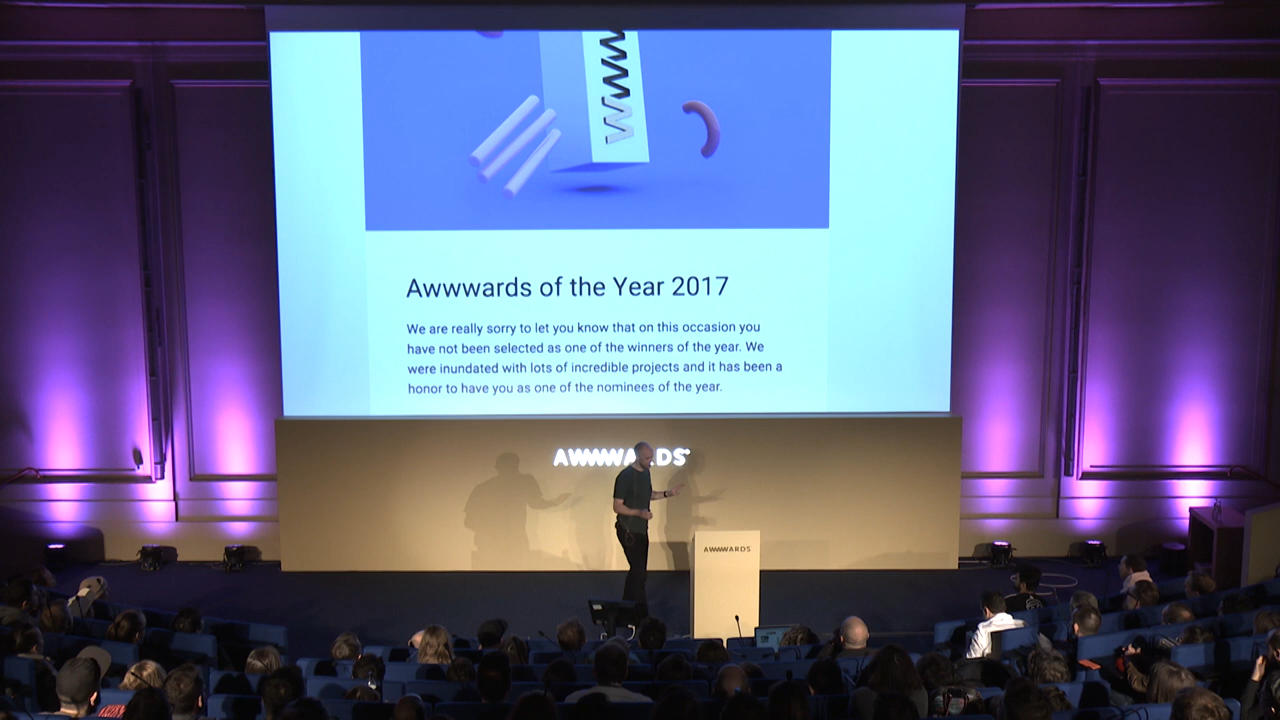 WWWW
Awwwards of the Year 2017
We are really sorry to let you know that on this occasion you
have not been selected as one of the winners of the year. We
were inundated with lots of incredible projects and it has been a
honor to have you as one of the nominees of the year.
AWWWARDS